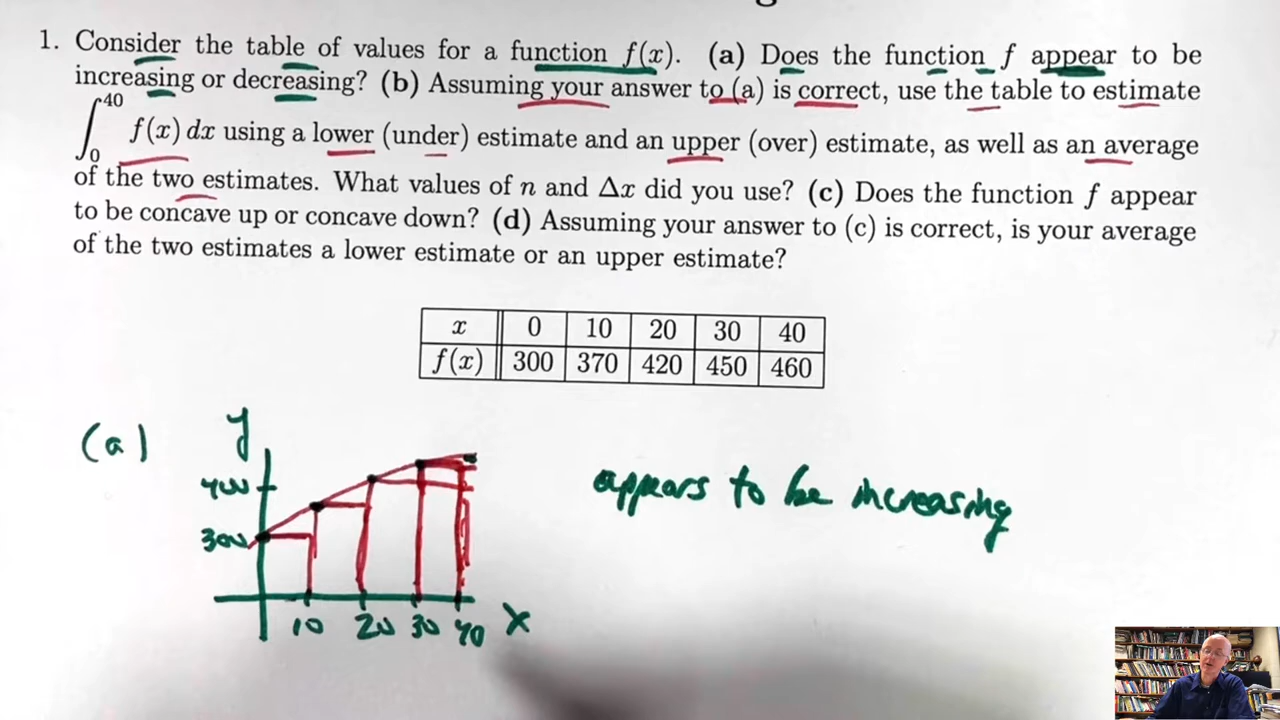 1. Consider the table of values for a function f(x). (a) Does the function f appear to be
increasing or decreasing? (b) Assuming your answer to (a) is correct, use the table to estimate
∫₀⁴⁰ f(x) dx using a lower (under) estimate and an upper (over) estimate, as well as an average
of the two estimates. What values of n and Δx did you use? (c) Does the function f appear
to be concave up or concave down? (d) Assuming your answer to (c) is correct, is your average
of the two estimates a lower estimate or an upper estimate?
x 0 10 20 30 40
f(x) 300 370 420 450 460
(a) y
400
appears to be increasing
300
10 20 30 40 x